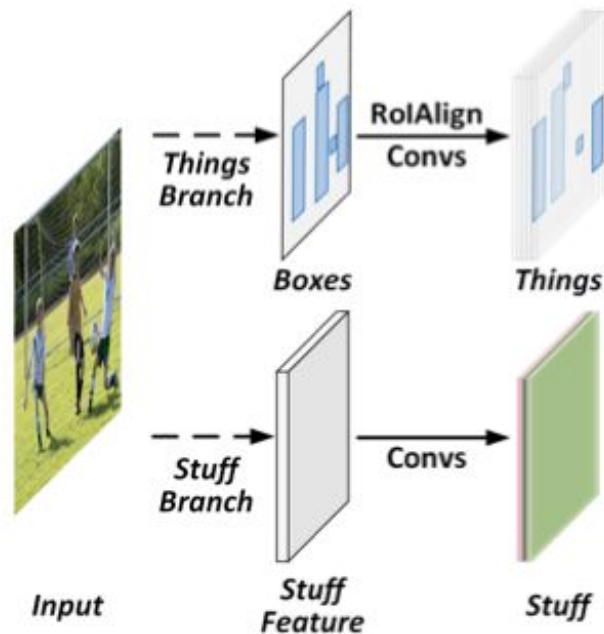 Things
Branch
RoIAlign
Convs
Boxes
Things
Stuff
Branch
Convs
Input
Stuff
Feature
Stuff